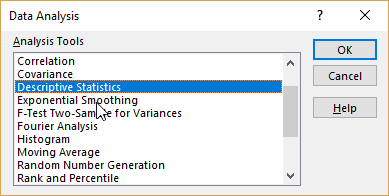 Data Analysis
?
Analysis Tools
Correlation
Covariance
Descriptive Statistics
Exponential Smoothing
F-Test Two-Sample for Variances
Fourier Analysis
Histogram
Moving Average
Random Number Generation
Rank and Percentile
OK
Cancel
Help